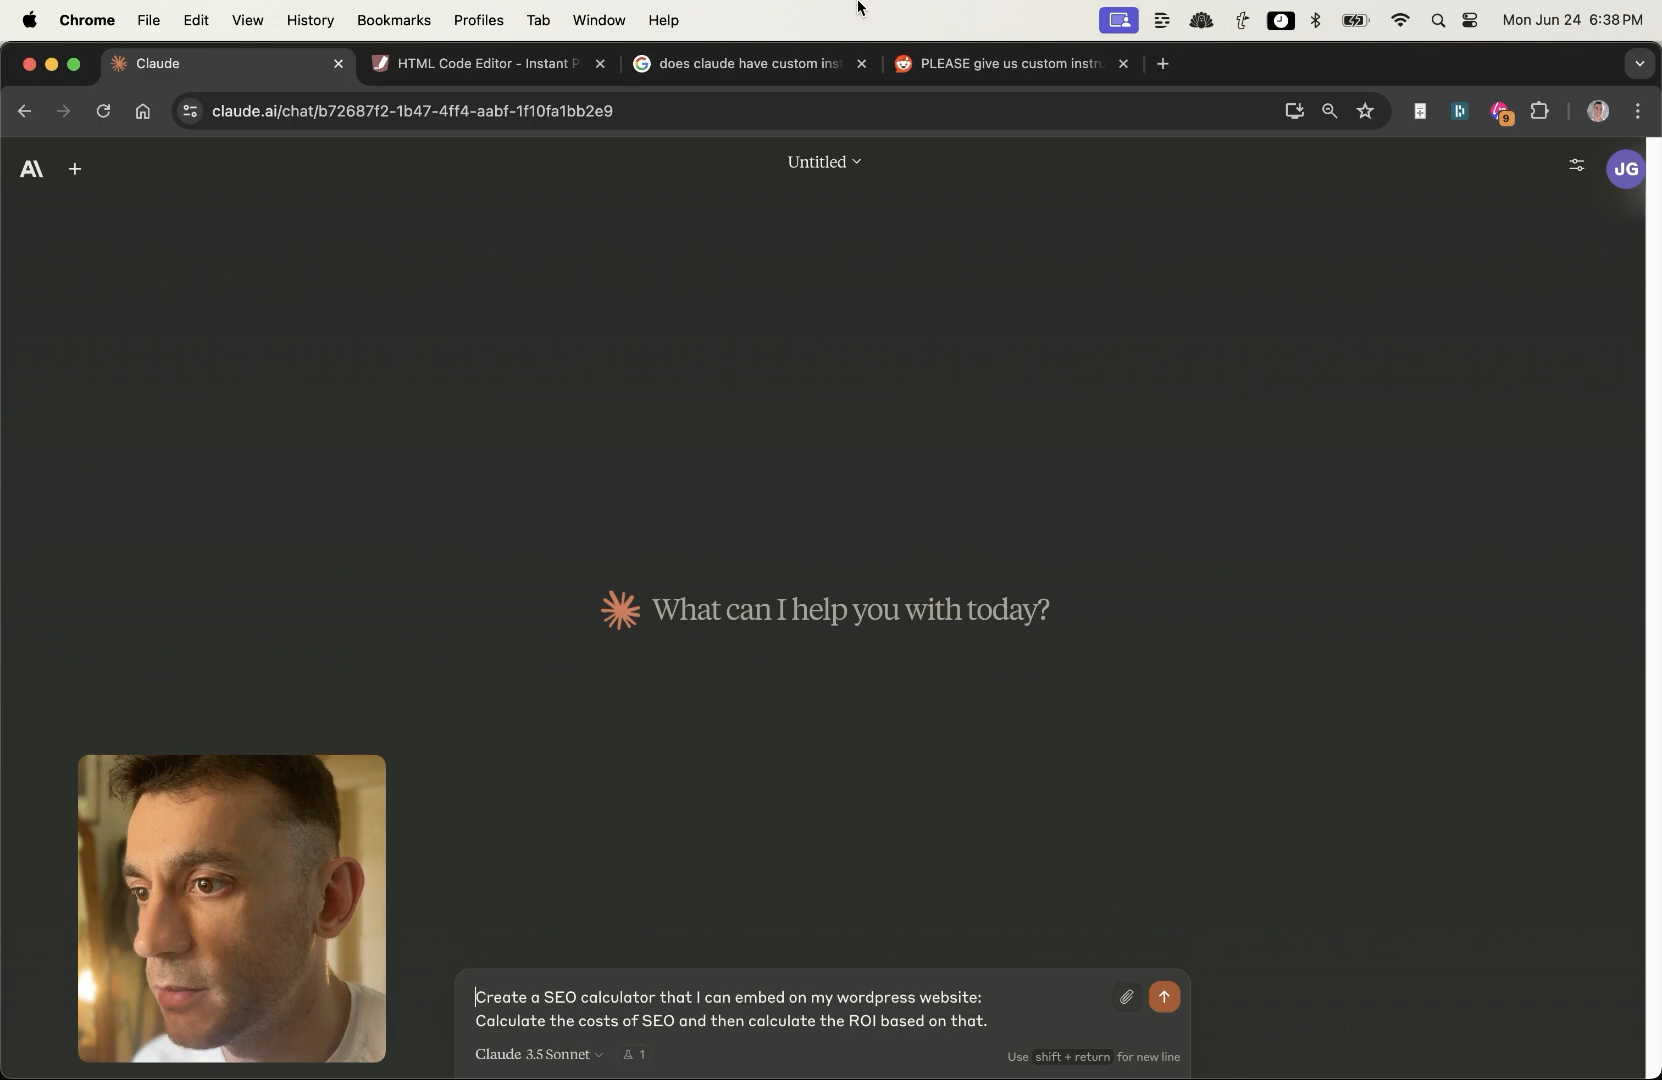 Chrome File Edit View History Bookmarks Profiles Tab Window Help Mon Jun 24 6:38 PM
Claude HTML Code Editor - Instant P does claude have custom inst PLEASE give us custom instru
claude.ai/chat/b72687f2-1b47-4ff4-aabf-1f10fa1bb2e9 9
A\ Untitled JG
What can I help you with today?
Create a SEO calculator that I can embed on my wordpress website:
Calculate the costs of SEO and then calculate the ROI based on that.
Claude 3.5 Sonnet 1 Use shift + return for new line